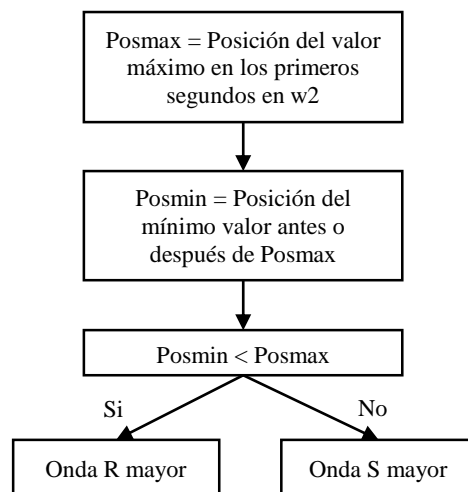 Posmax = Posición del valor
máximo en los primeros
segundos en w2
Posmin = Posición del
mínimo valor antes o
después de Posmax
Posmin < Posmax
Si
No
Onda R mayor
Onda S mayor